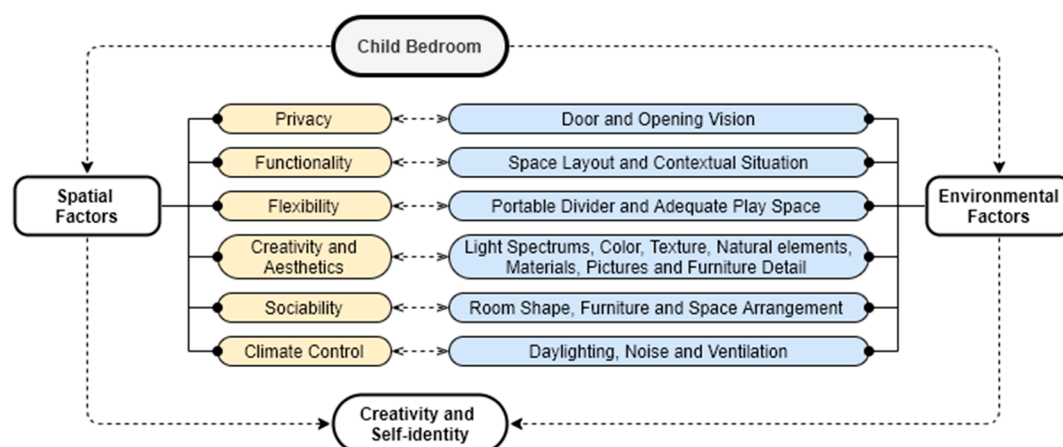 Child Bedroom
Privacy
Door and Opening Vision
Functionality
Space Layout and Contextual Situation
Spatial
Factors
Flexibility
Portable Divider and Adequate Play Space
Environmental
Factors
Creativity and
Aesthetics
Light Spectrums, Color, Texture, Natural elements,
Materials, Pictures and Furniture Detail
Sociability
Room Shape, Furniture and Space Arrangement
Climate Control
Daylighting, Noise and Ventilation
Creativity and
Self-identity